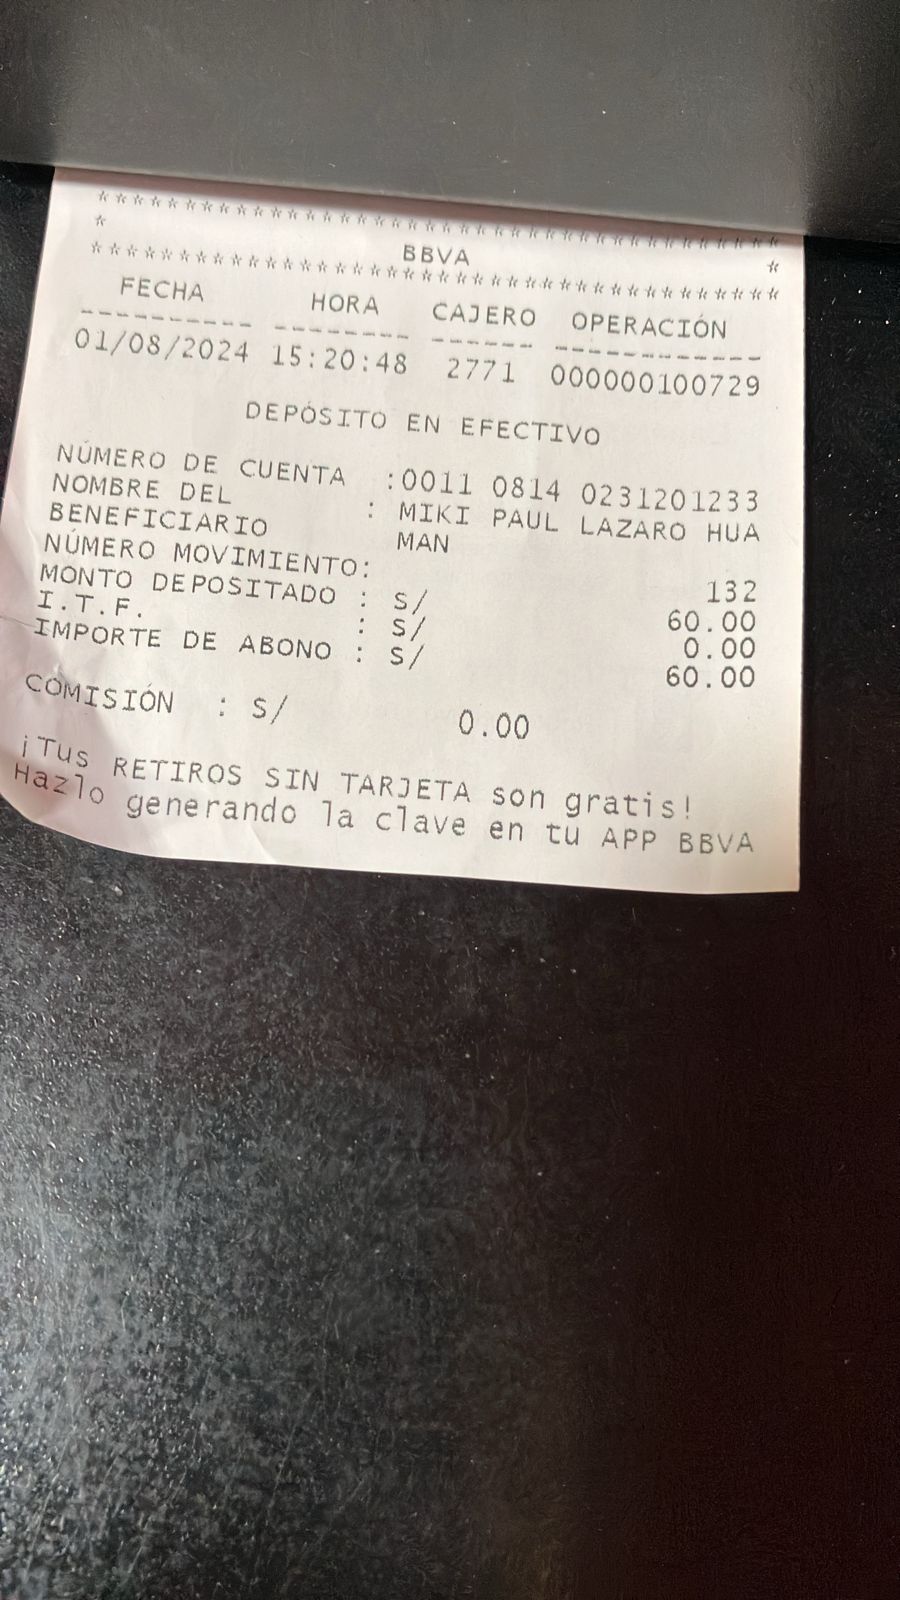 ****************************************
* BBVA *
****************************************
FECHA HORA CAJERO OPERACIÓN
---------- -------- ------ ------------
01/08/2024 15:20:48 2771 000000100729
DEPÓSITO EN EFECTIVO
NÚMERO DE CUENTA :0011 0814 0231201233
NOMBRE DEL : MIKI PAUL LAZARO HUA
BENEFICIARIO MAN
NÚMERO MOVIMIENTO: 132
MONTO DEPOSITADO : S/ 60.00
I.T.F. : S/ 0.00
IMPORTE DE ABONO : S/ 60.00
COMISIÓN : S/ 0.00
¡Tus RETIROS SIN TARJETA son gratis!
Hazlo generando la clave en tu APP BBVA